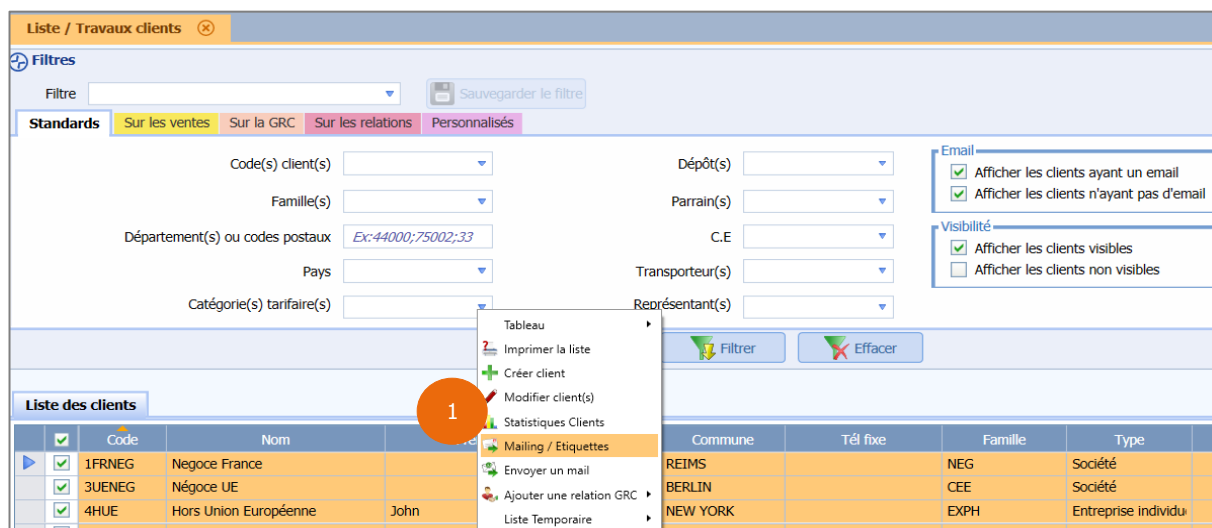 Liste / Travaux clients
Filtres
Filtre
Sauvegarder le filtre
Standards Sur les ventes Sur la GRC Sur les relations Personnalisés
Code(s) client(s) Dépôt(s)
Email
Afficher les clients ayant un email
Afficher les clients n'ayant pas d'email
Famille(s) Parrain(s)
Département(s) ou codes postaux Ex:44000;75002;33 C.E
Visibilité
Afficher les clients visibles
Afficher les clients non visibles
Pays Transporteur(s)
Catégorie(s) tarifaire(s) Représentant(s)
Tableau
Imprimer la liste
Créer client
Modifier client(s)
Statistiques Clients
Mailing / Etiquettes
Envoyer un mail
Ajouter une relation GRC
Liste Temporaire
Filtrer Effacer
1
Liste des clients
Code Nom Commune Tél fixe Famille Type
1FRNEG Negoce France REIMS NEG Société
3UENEG Négoce UE BERLIN CEE Société
4HUE Hors Union Européenne John NEW YORK EXPH Entreprise individu